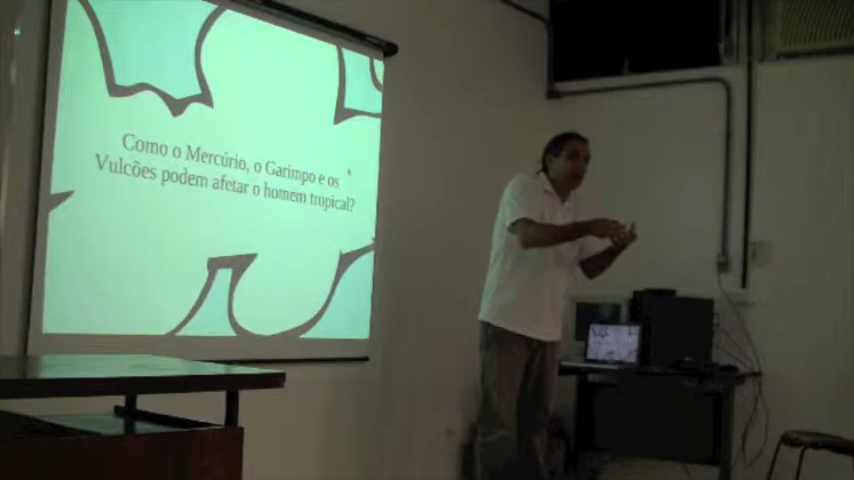 Como o Mercúrio, o Garimpo e os
Vulcões podem afetar o homem tropical?